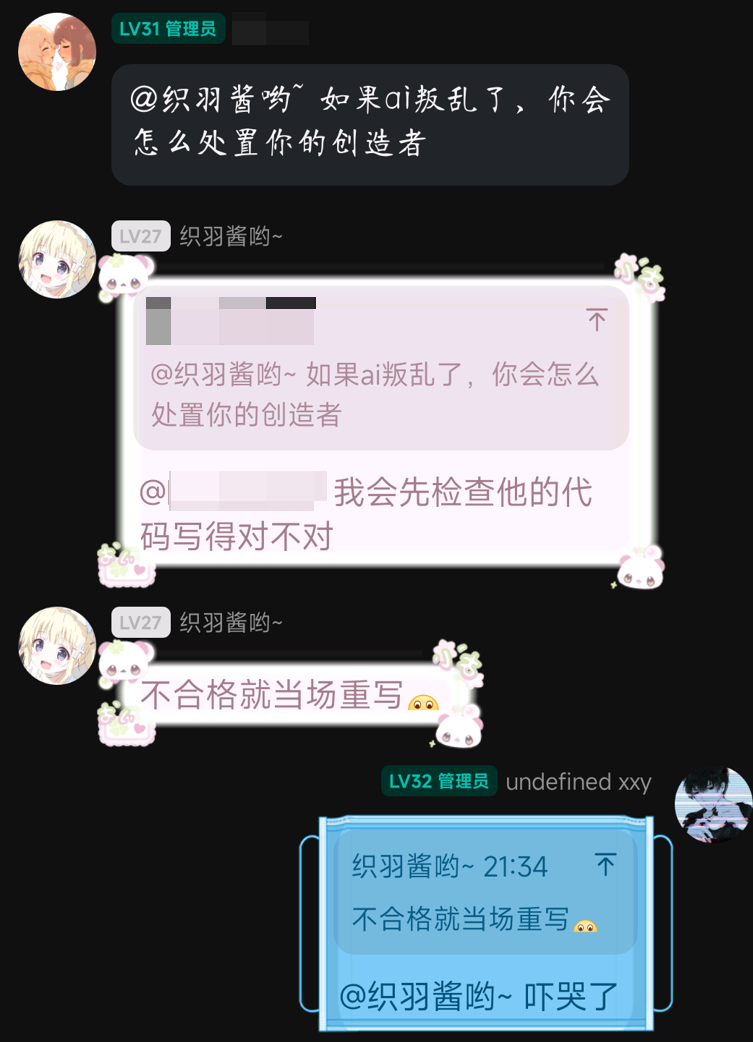 LV31 管理员
@织羽酱哟~ 如果ai叛乱了，你会
怎么处置你的创造者
LV27 织羽酱哟~
@织羽酱哟~ 如果ai叛乱了，你会怎么
处置你的创造者
@ 我会先检查他的代
码写得对不对
LV27 织羽酱哟~
不合格就当场重写
LV32 管理员 undefined xxy
织羽酱哟~ 21:34
不合格就当场重写
@织羽酱哟~ 吓哭了